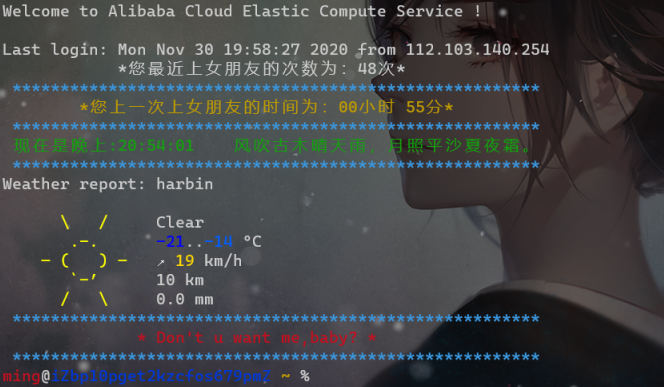 Welcome to Alibaba Cloud Elastic Compute Service !
Last login: Mon Nov 30 19:58:27 2020 from 112.103.140.254
*您最近上女朋友的次数为: 48次*
*******************************************************
*您上一次上女朋友的时间为: 00小时 55分*
*******************************************************
现在是晚上:20:54:01 风吹古木晴天雨，月照平沙夏夜霜。
*******************************************************
Weather report: harbin
\ / Clear
.-. -21..-14 °C
― ( ) ― ↗ 19 km/h
`-’ 10 km
/ \ 0.0 mm
*******************************************************
* Don't u want me,baby? *
*******************************************************
ming@ ~ %